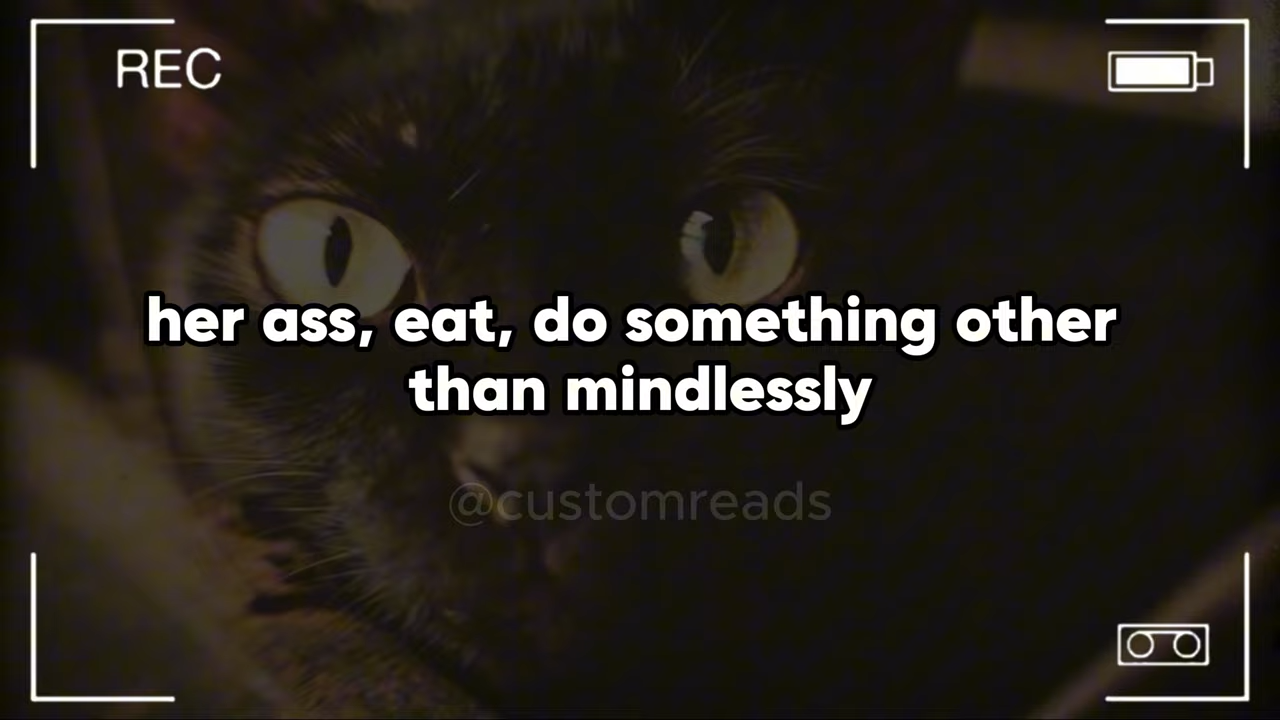 REC
her ass, eat, do something other
than mindlessly
@customreads